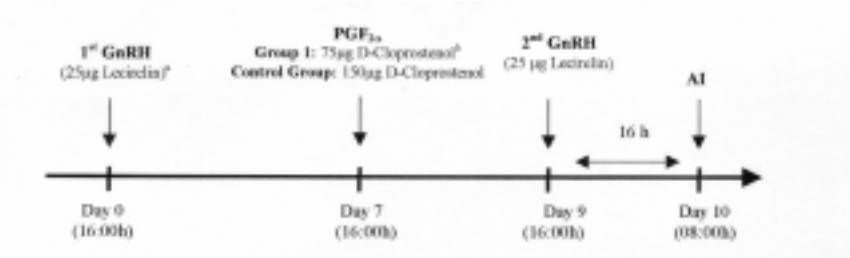 1st GnRH
(25µg Lecirelin)a
PGF2α
Group 1: 75µg D-Cloprostenolb
Control Group: 150µg D-Cloprostenol
2nd GnRH
(25 µg Lecirelin)
AI
16 h
Day 0
(16:00h)
Day 7
(16:00h)
Day 9
(16:00h)
Day 10
(08:00h)